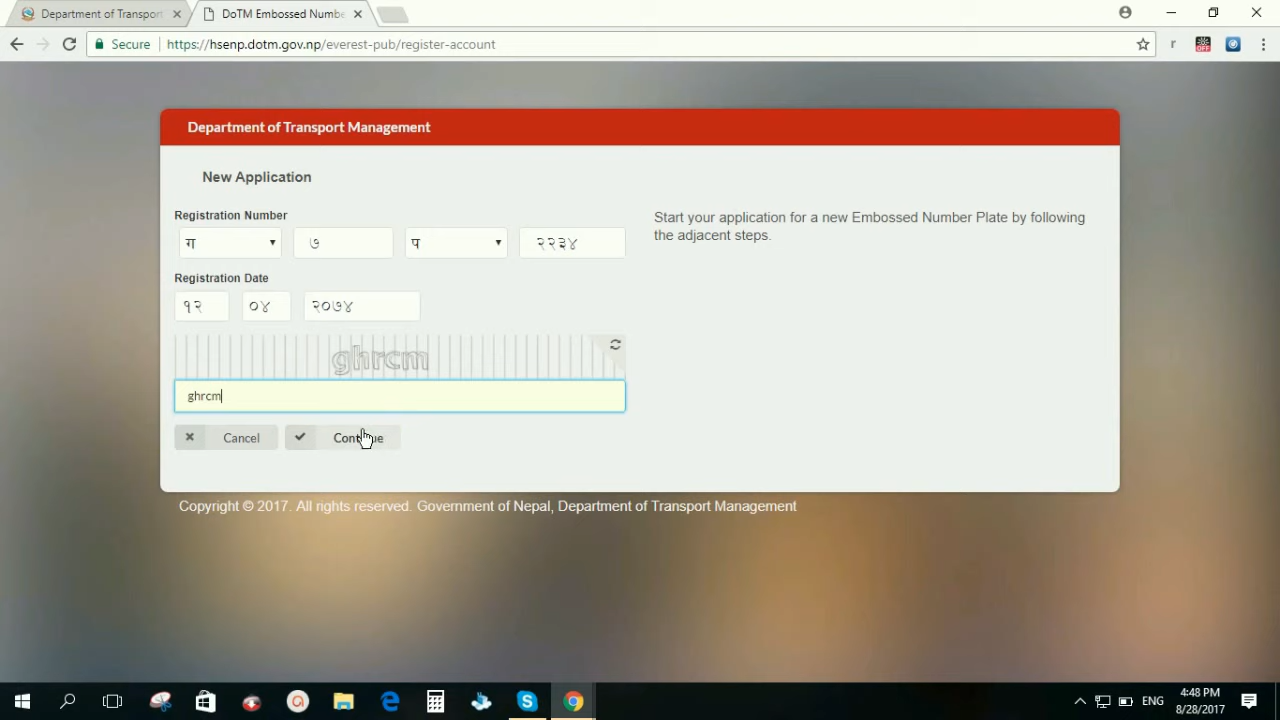 Department of Transport
DoTM Embossed Numbe
Secure
https://hsenp.dotm.gov.np/everest-pub/register-account
r
OFF
Department of Transport Management
New Application
Registration Number
ग ७ प २२३४
Start your application for a new Embossed Number Plate by following
the adjacent steps.
Registration Date
१२ ०४ २०७४
ghrcm
ghrcm
Cancel
Continue
Copyright © 2017. All rights reserved. Government of Nepal, Department of Transport Management
ENG
4:48 PM
8/28/2017